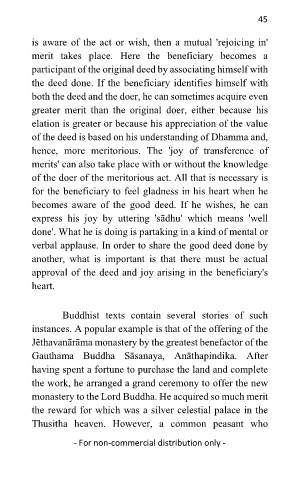 45
is aware of the act or wish, then a mutual 'rejoicing in'
merit takes place. Here the beneficiary becomes a
participant of the original deed by associating himself with
the deed done. If the beneficiary identifies himself with
both the deed and the doer, he can sometimes acquire even
greater merit than the original doer, either because his
elation is greater or because his appreciation of the value
of the deed is based on his understanding of Dhamma and,
hence, more meritorious. The 'joy of transference of
merits' can also take place with or without the knowledge
of the doer of the meritorious act. All that is necessary is
for the beneficiary to feel gladness in his heart when he
becomes aware of the good deed. If he wishes, he can
express his joy by uttering 'sādhu' which means 'well
done'. What he is doing is partaking in a kind of mental or
verbal applause. In order to share the good deed done by
another, what is important is that there must be actual
approval of the deed and joy arising in the beneficiary's
heart.
Buddhist texts contain several stories of such
instances. A popular example is that of the offering of the
Jēthavanārāma monastery by the greatest benefactor of the
Gauthama Buddha Sāsanaya, Anāthapindika. After
having spent a fortune to purchase the land and complete
the work, he arranged a grand ceremony to offer the new
monastery to the Lord Buddha. He acquired so much merit
the reward for which was a silver celestial palace in the
Thusitha heaven. However, a common peasant who
- For non-commercial distribution only -